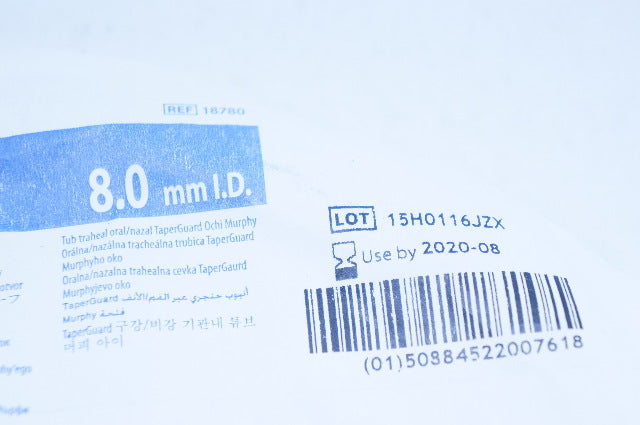 REF 18780
8.0 mm I.D.
Tub traheal oral/nazal TaperGuard Ochi Murphy
Orálna/nazálna tracheálna trubica TaperGuard
Murphyho oko
Oralna/nazalna trahealna cevka TaperGaurd
Murphyjevo oko
أنبوب حنجري عبر الفم/الأنف TaperGuard
فتحة Murphy
TaperGuard 구강/비강 기관내 튜브
머피 아이
LOT 15H0116JZX
Use by 2020-08
(01)50884522007618